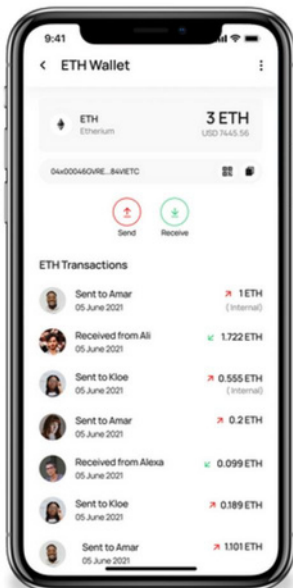 9:41
ETH Wallet
ETH
Etherium
3 ETH
USD 7445.56
04x00046OVRE...84VIETC
Send
Receive
ETH Transactions
Sent to Amar
05 June 2021
1 ETH
(Internal)
Received from Ali
05 June 2021
1.722 ETH
Sent to Kloe
05 June 2021
0.555 ETH
(Internal)
Sent to Amar
05 June 2021
0.2 ETH
Received from Alexa
05 June 2021
0.099 ETH
Sent to Kloe
05 June 2021
0.189 ETH
Sent to Amar
05 June 2021
1.101 ETH